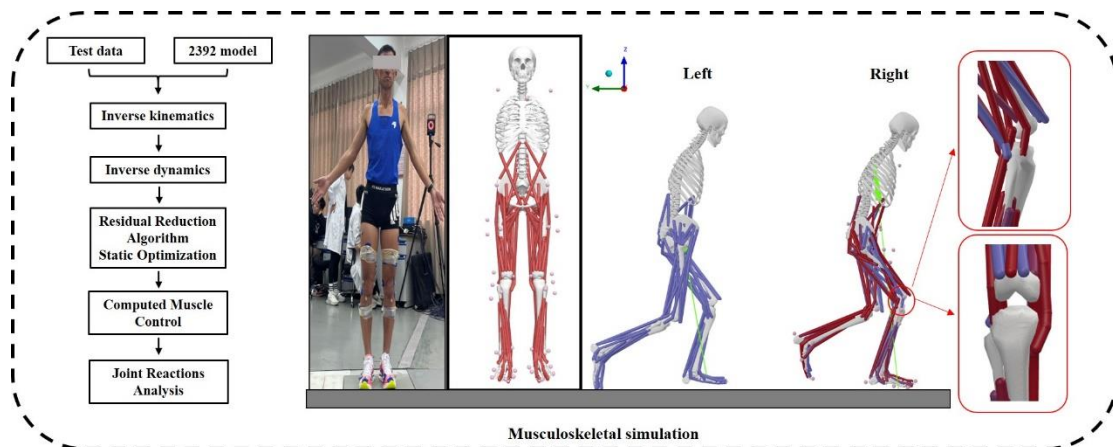 Test data
2392 model
Inverse kinematics
Inverse dynamics
Residual Reduction
Algorithm
Static Optimization
Computed Muscle
Control
Joint Reactions
Analysis
Z
Y
Left
Right
Musculoskeletal simulation